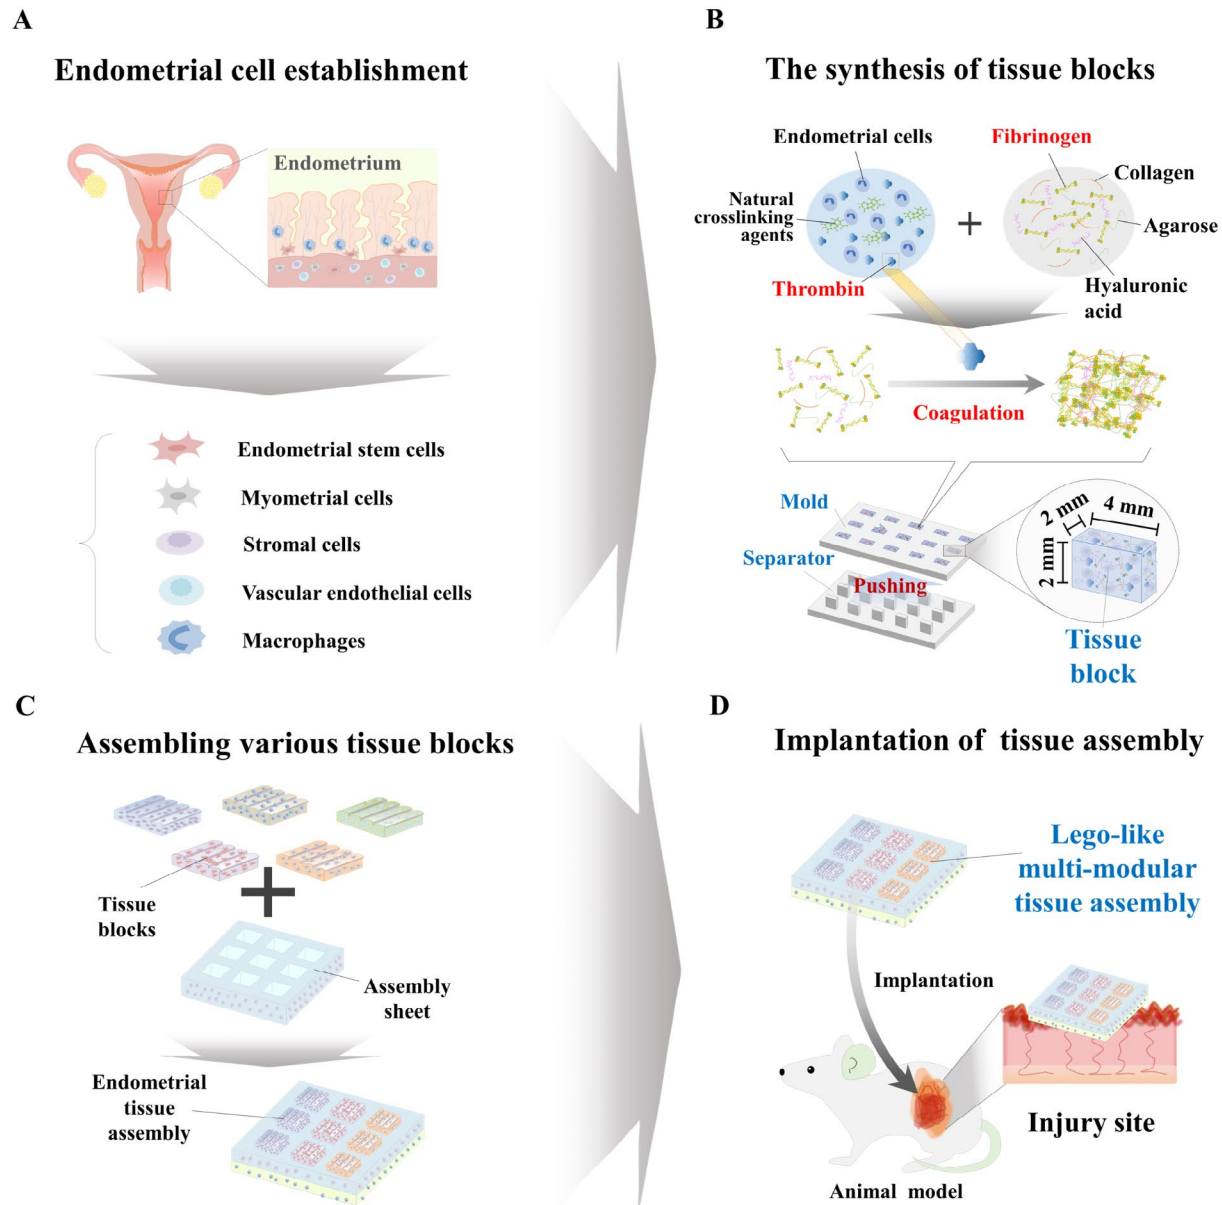 A
Endometrial cell establishment
Endometrium
Endometrial stem cells
Myometrial cells
Stromal cells
Vascular endothelial cells
Macrophages
B
The synthesis of tissue blocks
Endometrial cells
Fibrinogen
Collagen
Natural
crosslinking
agents
+
Agarose
Thrombin
Hyaluronic
acid
Coagulation
Mold
Separator
Pushing
2 mm
4 mm
2 mm
Tissue
block
C
Assembling various tissue blocks
Tissue
blocks
+
Assembly
sheet
Endometrial
tissue
assembly
D
Implantation of tissue assembly
Lego-like
multi-modular
tissue assembly
Implantation
Injury site
Animal model